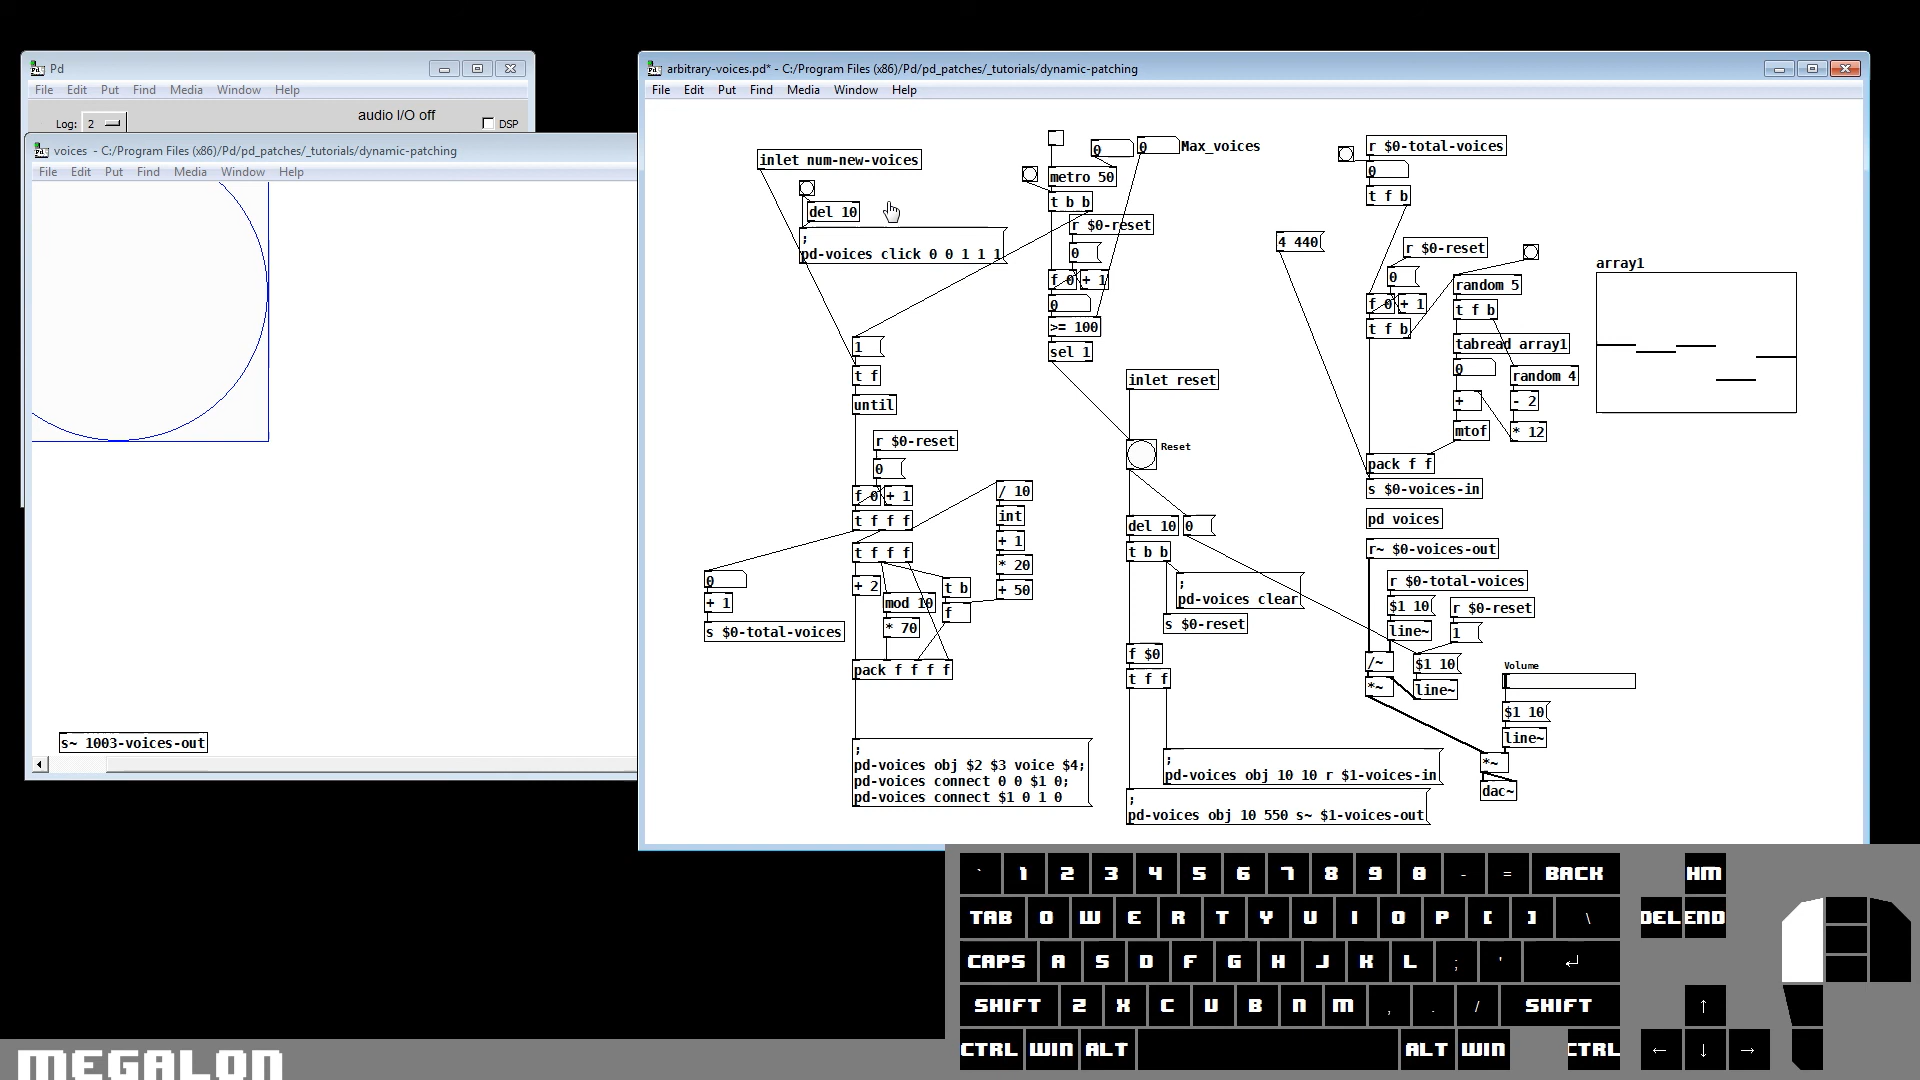 Pd
File Edit Put Find Media Window Help
Log: 2
audio I/O off
DSP
voices - C:/Program Files (x86)/Pd/pd_patches/_tutorials/dynamic-patching
File Edit Put Find Media Window Help
s~ 1003-voices-out
arbitrary-voices.pd* - C:/Program Files (x86)/Pd/pd_patches/_tutorials/dynamic-patching
File Edit Put Find Media Window Help
inlet num-new-voices
del 10
;
pd-voices click 0 0 1 1 1
1
t f
until
r $0-reset
0
f 0 + 1
t f f f
t f f f
0
+ 1
s $0-total-voices
+ 2
mod 10
* 70
t b
f
/ 10
int
+ 1
* 20
+ 50
pack f f f f
;
pd-voices obj $2 $3 voice $4;
pd-voices connect 0 0 $1 0;
pd-voices connect $1 0 1 0
0
0 Max_voices
metro 50
t b b
r $0-reset
0
f 0 + 1
0
>= 100
sel 1
inlet reset
Reset
del 10 0
t b b
;
pd-voices clear
s $0-reset
f $0
t f f
;
pd-voices obj 10 10 r $1-voices-in
;
pd-voices obj 10 550 s~ $1-voices-out
r $0-total-voices
0
t f b
4 440
r $0-reset
0
f 0 + 1
t f b
random 5
t f b
tabread array1
0
random 4
+
- 2
mtof
* 12
array1
pack f f
s $0-voices-in
pd voices
r~ $0-voices-out
r $0-total-voices
$1 10
line~
r $0-reset
1
/~
$1 10
*~
line~
Volume
$1 10
line~
*~
dac~
` 1 2 3 4 5 6 7 8 9 0 - = BACK HM
TAB Q W E R T Y U I O P [ ] \ DEL END
CAPS A S D F G H J K L ; ' ↵
SHIFT Z X C V B N M , . / SHIFT ↑
CTRL WIN ALT ALT WIN CTRL ← ↓ →
MEGALON